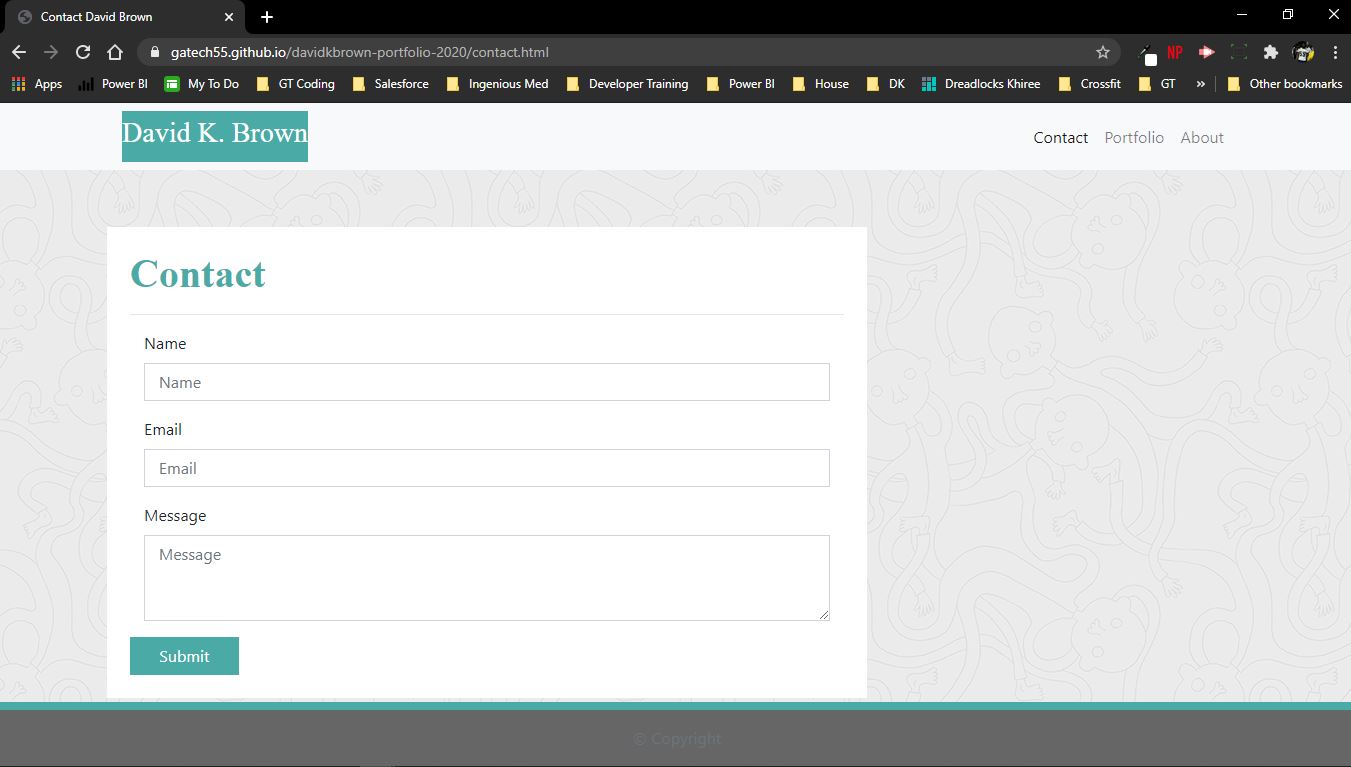 Contact David Brown
gatech55.github.io/davidkbrown-portfolio-2020/contact.html
NP
Apps Power BI My To Do GT Coding Salesforce Ingenious Med Developer Training Power BI House DK Dreadlocks Khiree Crossfit GT » Other bookmarks
David K. Brown Contact Portfolio About
Contact
Name
Name
Email
Email
Message
Message
Submit
© Copyright